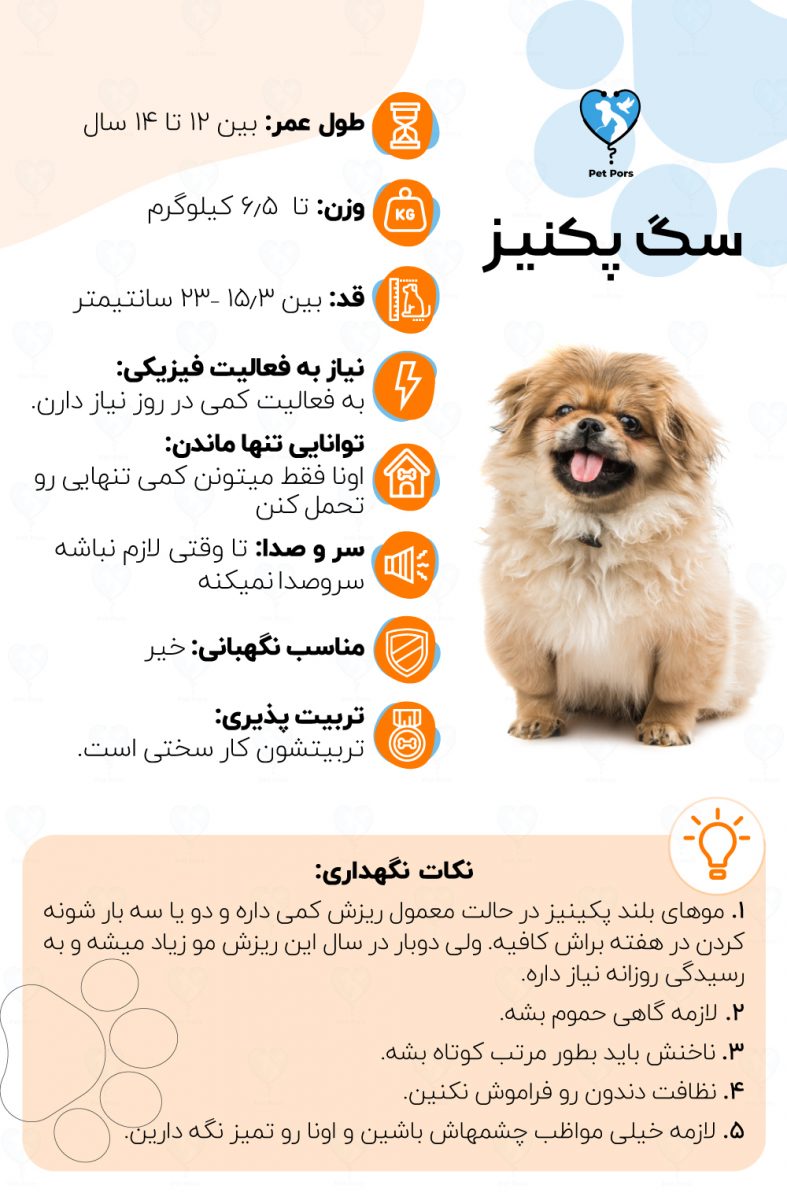 Pet Pors
سگ پکنیز
طول عمر: بین ۱۲ تا ۱۴ سال
وزن: تا ۶٫۵ کیلوگرم
KG
قد: بین ۱۵٫۳ -۲۳ سانتیمتر
نیاز به فعالیت فیزیکی:
به فعالیت کمی در روز نیاز دارن.
توانایی تنها ماندن:
اونا فقط میتونن کمی تنهایی رو
تحمل کنن
سر و صدا: تا وقتی لازم نباشه
سروصدا نمیکنه
مناسب نگهبانی: خیر
تربیت پذیری:
تربیتشون کار سختی است.
نکات نگهداری:
۱. موهای بلند پکینیز در حالت معمول ریزش کمی داره و دو یا سه بار شونه
کردن در هفته براش کافیه. ولی دوبار در سال این ریزش مو زیاد میشه و به
رسیدگی روزانه نیاز داره.
۲. لازمه گاهی حموم بشه.
۳. ناخنش باید بطور مرتب کوتاه بشه.
۴. نظافت دندون رو فراموش نکنین.
۵. لازمه خیلی مواظب چشمهاش باشین و اونا رو تمیز نگه دارین.